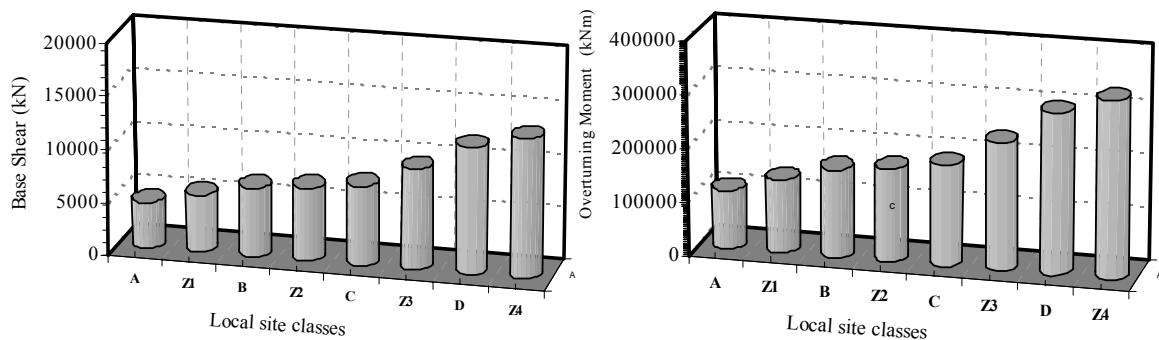 Base Shear (kN)
20000
15000
10000
5000
0
A
Z1
B
Z2
C
Z3
D
Z4
A
Local site classes
Overturning Moment (kNm)
400000
300000
200000
100000
0
c
A
Z1
B
Z2
C
Z3
D
Z4
A
Local site classes